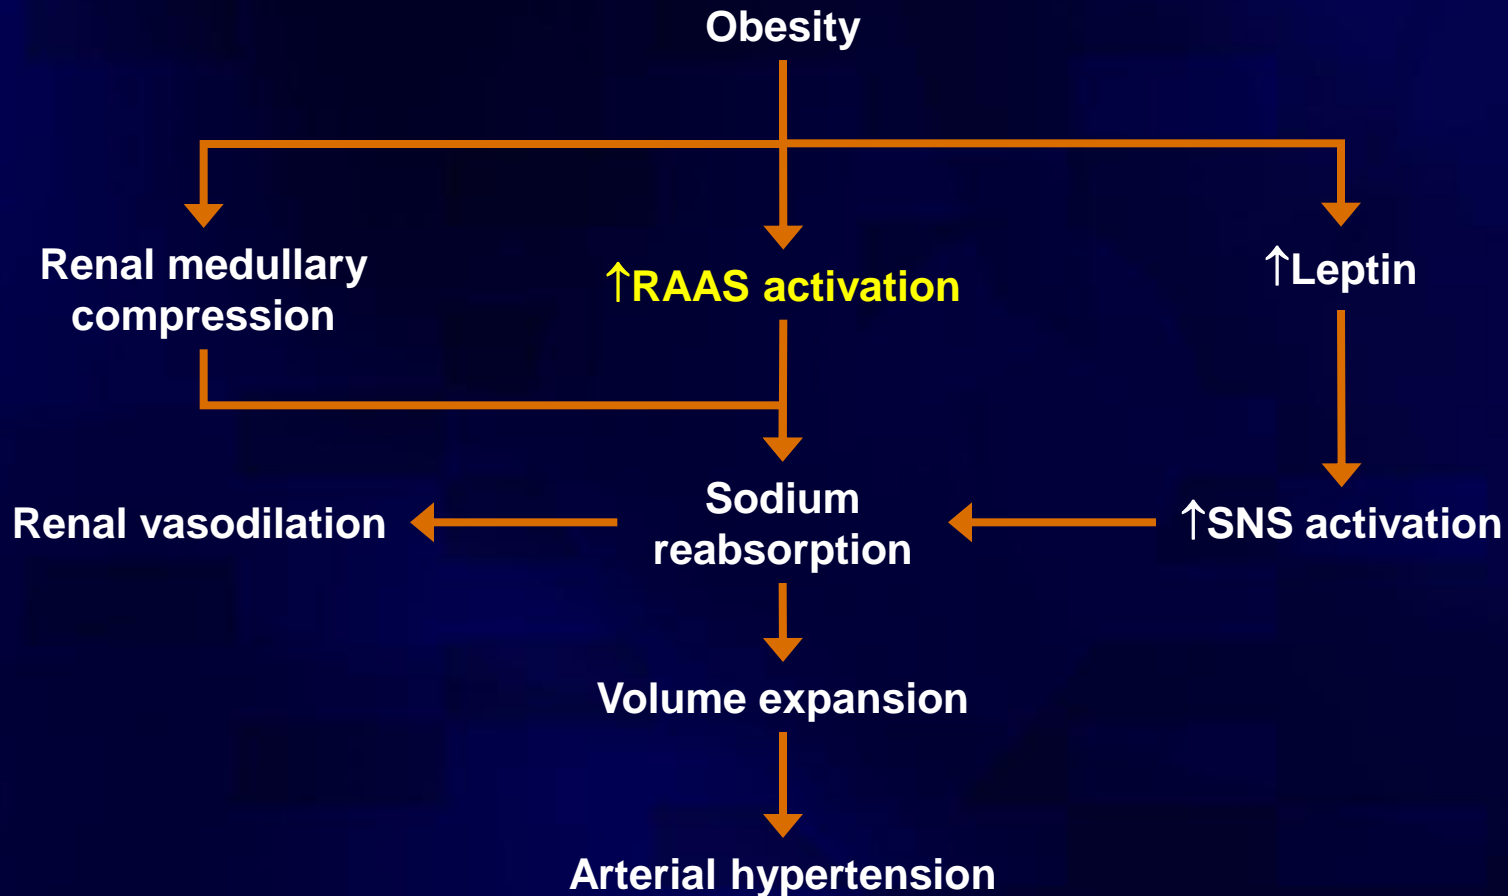 Obesity
Renal medullary
compression
↑RAAS activation
↑Leptin
Renal vasodilation
Sodium
reabsorption
↑SNS activation
Volume expansion
Arterial hypertension